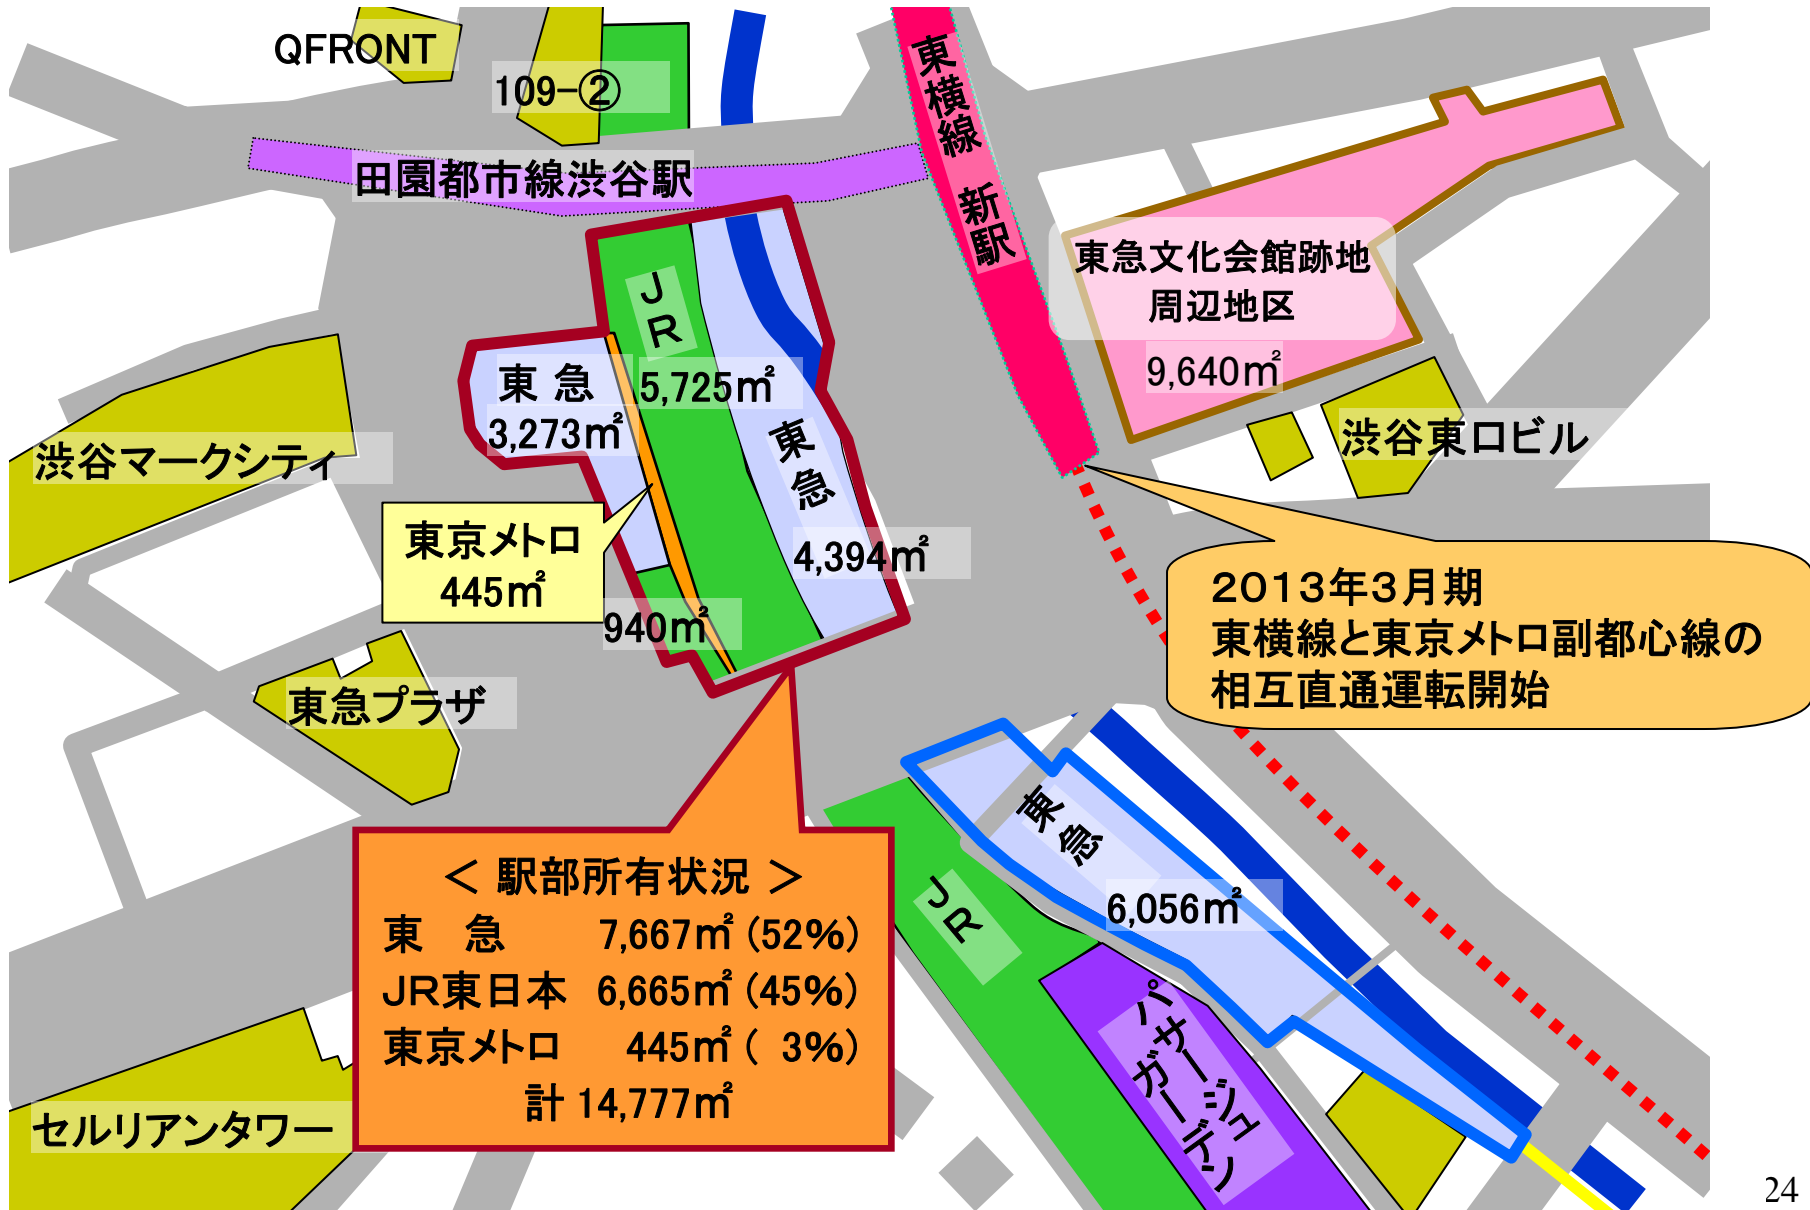 QFRONT
109-②
田園都市線渋谷駅
東横線 新駅
東急文化会館跡地
周辺地区
9,640㎡
JR
5,725㎡
東 急
3,273㎡
東急
4,394㎡
渋谷マークシティ
渋谷東口ビル
東京メトロ
445㎡
940㎡
2013年3月期
東横線と東京メトロ副都心線の
相互直通運転開始
東急プラザ
東急
6,056㎡
JR
パサージュ
ガーデン
＜ 駅部所有状況 ＞
東 急 7,667㎡ (52%)
JR東日本 6,665㎡ (45%)
東京メトロ 445㎡ ( 3%)
計 14,777㎡
セルリアンタワー
24